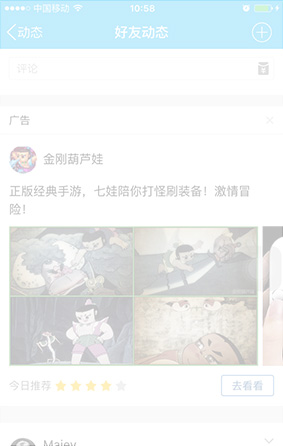 中国移动 10:58
动态 好友动态
评论
广告
金刚葫芦娃
正版经典手游，七娃陪你打怪刷装备！激情冒
险！
今日推荐 去看看
Majey